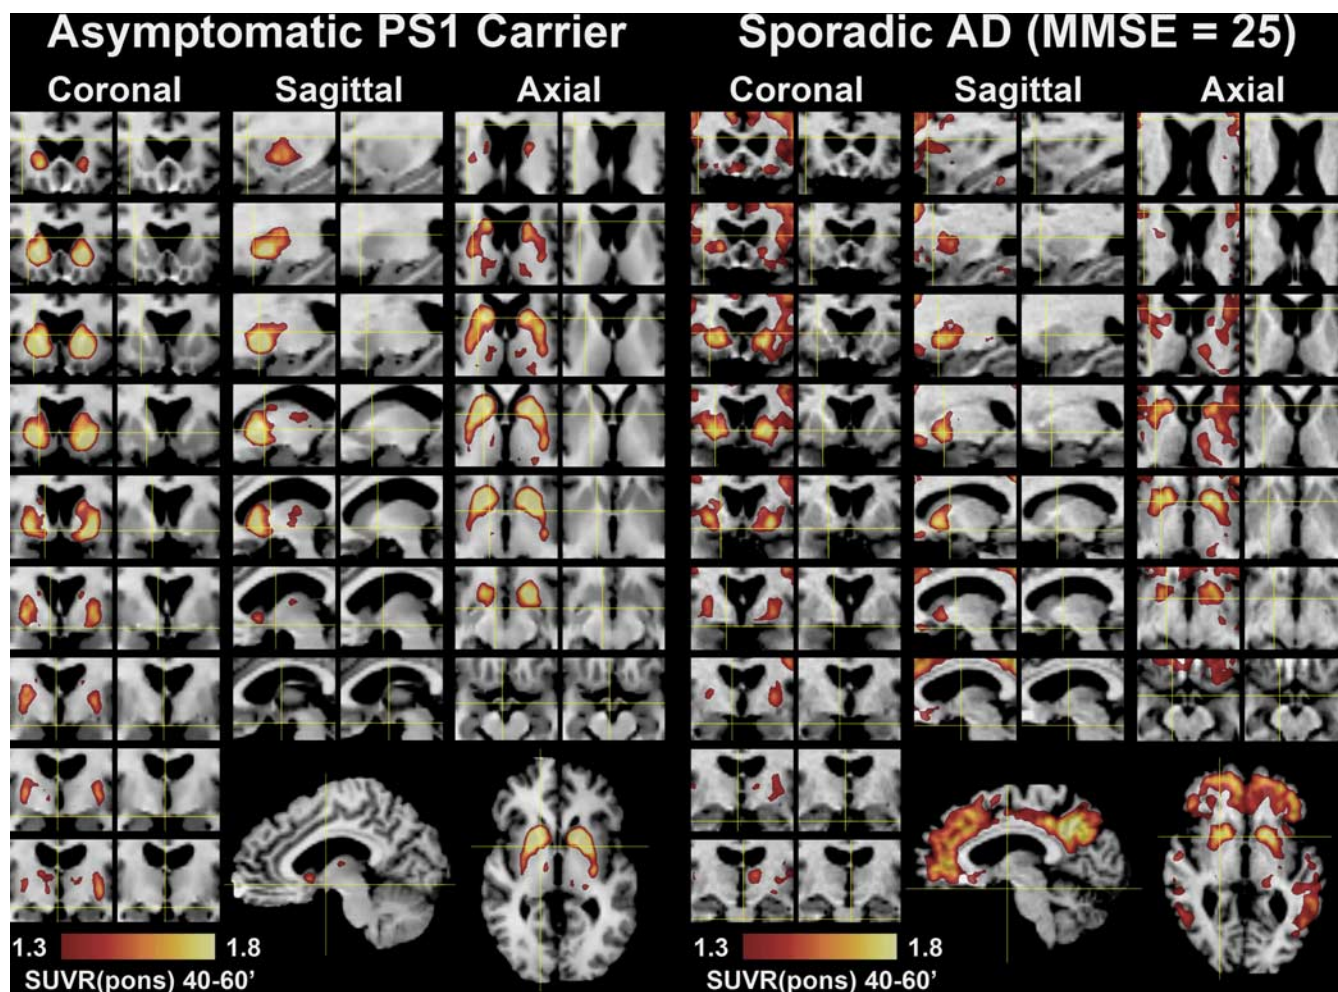 Asymptomatic PS1 Carrier
Sporadic AD (MMSE = 25)
Coronal
Sagittal
Axial
Coronal
Sagittal
Axial
1.3
1.8
SUVR(pons) 40-60’
1.3
1.8
SUVR(pons) 40-60’